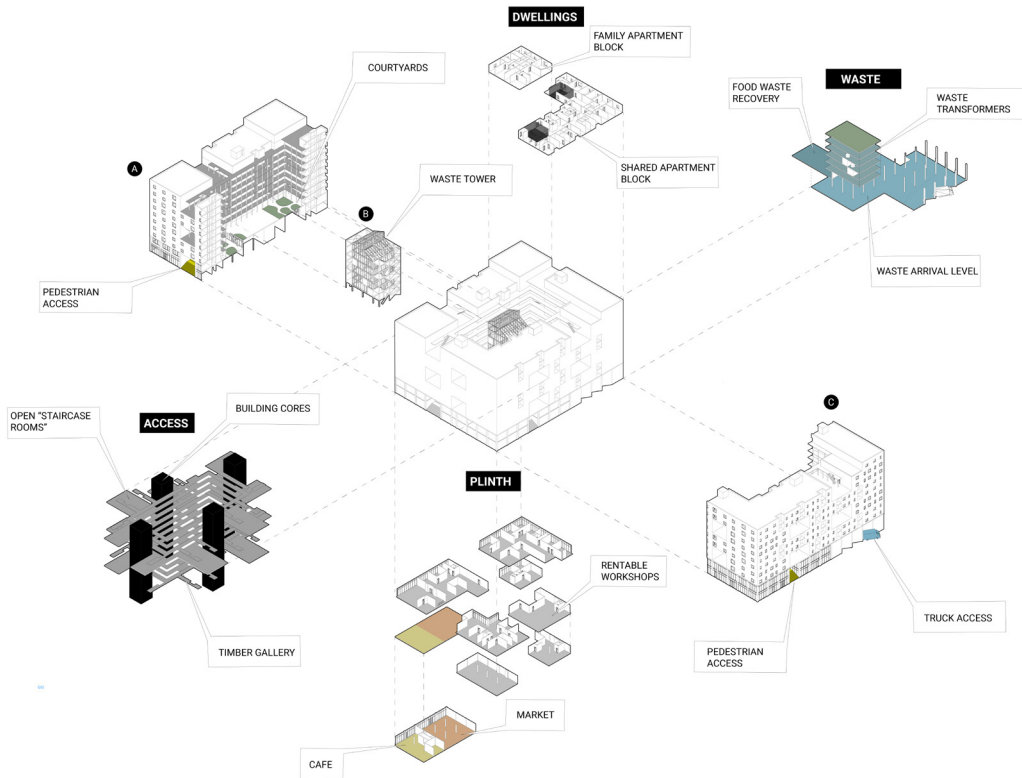 DWELLINGS
FAMILY APARTMENT
BLOCK
COURTYARDS
WASTE
FOOD WASTE
RECOVERY
WASTE
TRANSFORMERS
A
SHARED APARTMENT
BLOCK
WASTE TOWER
B
WASTE ARRIVAL LEVEL
PEDESTRIAN
ACCESS
C
BUILDING CORES
OPEN “STAIRCASE
ROOMS”
ACCESS
PLINTH
RENTABLE
WORKSHOPS
TRUCK ACCESS
TIMBER GALLERY
PEDESTRIAN
ACCESS
MARKET
CAFE